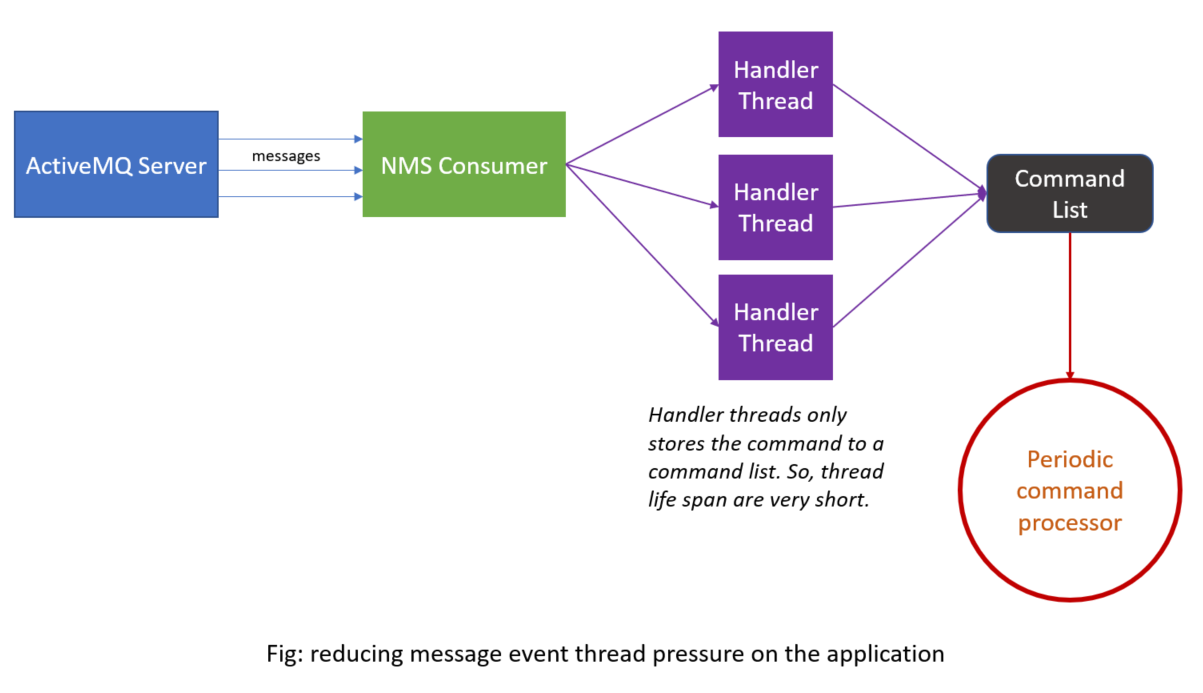 ActiveMQ Server
messages
NMS Consumer
Handler
Thread
Handler
Thread
Handler
Thread
Command
List
Handler threads only
stores the command to a
command list. So, thread
life span are very short.
Periodic
command
processor
Fig: reducing message event thread pressure on the application